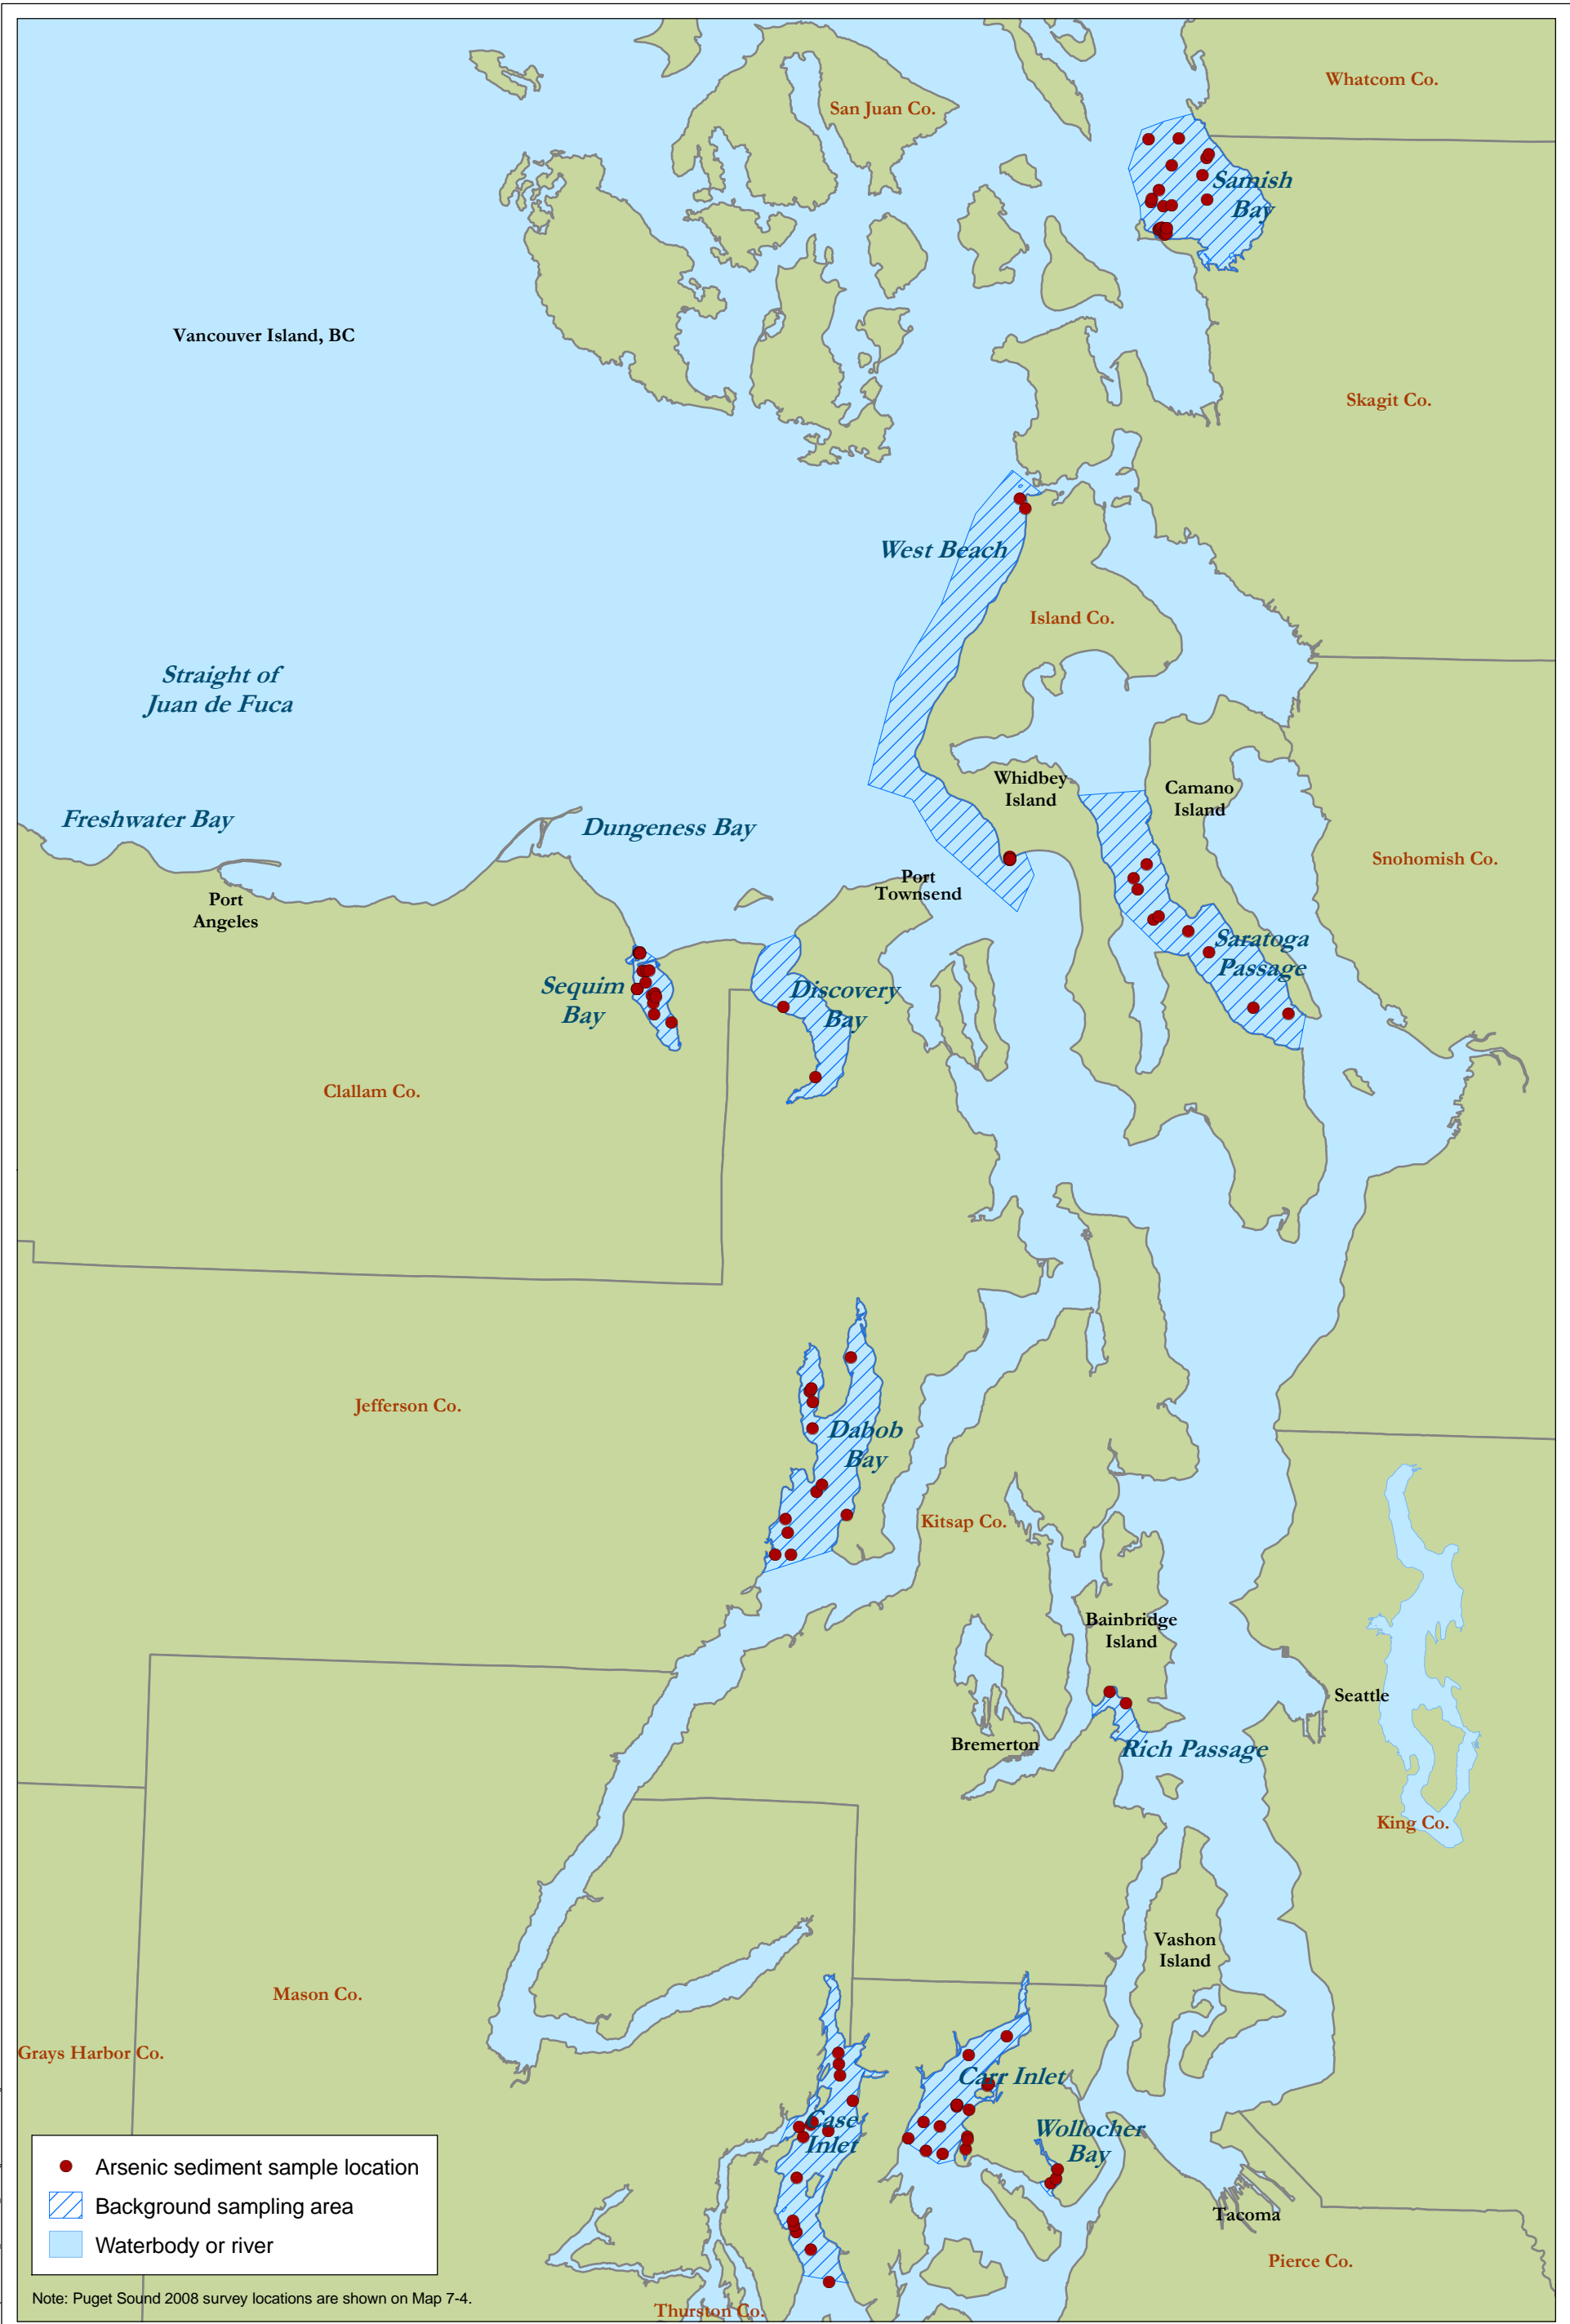 Whatcom Co.
San Juan Co.
Samish
Bay
Vancouver Island, BC
Skagit Co.
West Beach
Island Co.
Straight of
Juan de Fuca
Whidbey
Island
Camano
Island
Freshwater Bay
Dungeness Bay
Snohomish Co.
Port
Townsend
Port
Angeles
Saratoga
Passage
Sequim
Bay
Discovery
Bay
Clallam Co.
Jefferson Co.
Dabob
Bay
Kitsap Co.
Bainbridge
Island
Seattle
Bremerton
Rich Passage
King Co.
Vashon
Island
Mason Co.
Grays Harbor Co.
Carr Inlet
Case
Inlet
Wollocher
Bay
Tacoma
Pierce Co.
Thurston Co.
Arsenic sediment sample location
Background sampling area
Waterbody or river
Note: Puget Sound 2008 survey locations are shown on Map 7-4.